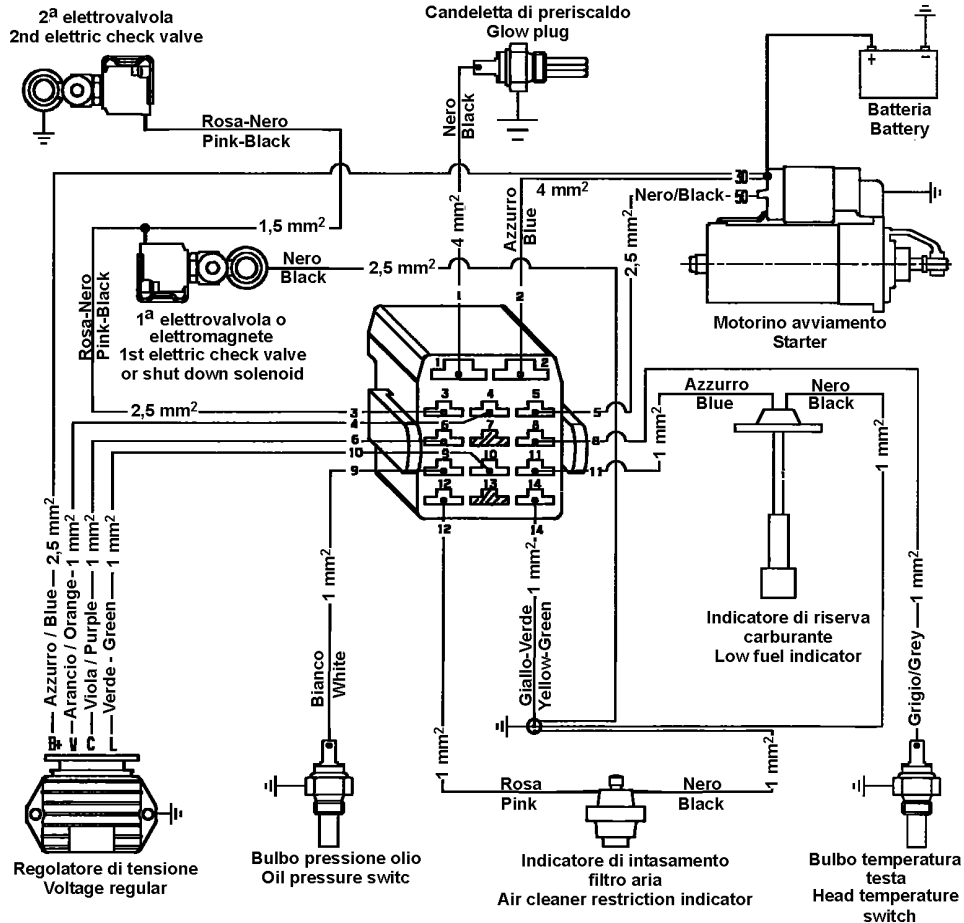 2ª elettrovalvola
2nd elettric check valve
Candeletta di preriscaldo
Glow plug
+
-
Batteria
Battery
Rosa-Nero
Pink-Black
Nero
Black
Azzurro
Blue
4 mm²
4 mm²
30
50
Nero/Black
2,5 mm²
1,5 mm²
Nero
Black
2,5 mm²
Rosa-Nero
Pink-Black
1ª elettrovalvola o
elettromagnete
1st elettric check valve
or shut down solenoid
Motorino avviamento
Starter
1
2
1
2
3
4
5
6
7
8
9
10
11
12
13
14
2,5 mm²
3
4
6
10
9
5
8
11
12
14
Azzurro
Blue
Nero
Black
1 mm²
1 mm²
1 mm²
Indicatore di riserva
carburante
Low fuel indicator
Grigio/Grey
Azzurro / Blue
2,5 mm²
Arancio / Orange
1 mm²
Viola / Purple
1 mm²
Verde - Green
1 mm²
B+
W
C
L
Bianco
White
1 mm²
1 mm²
1 mm²
Giallo-Verde
Yellow-Green
1 mm²
Rosa
Pink
Nero
Black
Regolatore di tensione
Voltage regular
Bulbo pressione olio
Oil pressure switc
Indicatore di intasamento
filtro aria
Air cleaner restriction indicator
Bulbo temperatura
testa
Head temperature
switch